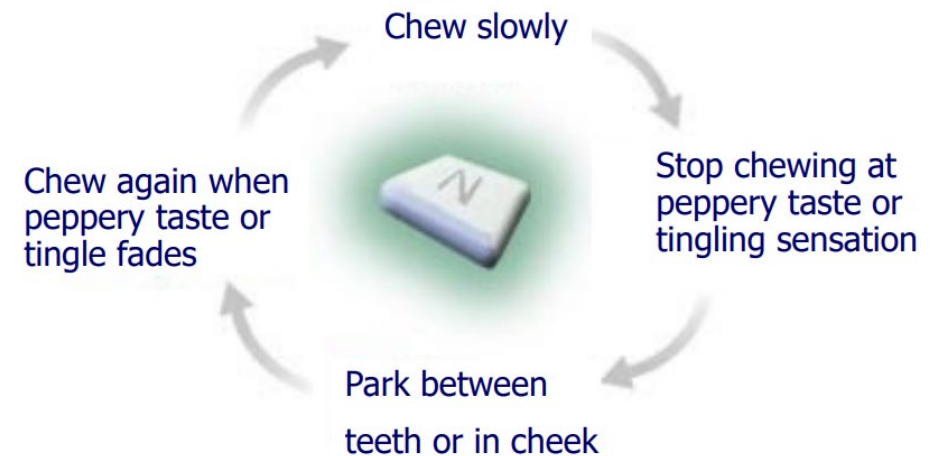 Chew slowly
Stop chewing at
peppery taste or
tingling sensation
Park between
teeth or in cheek
Chew again when
peppery taste or
tingle fades
N